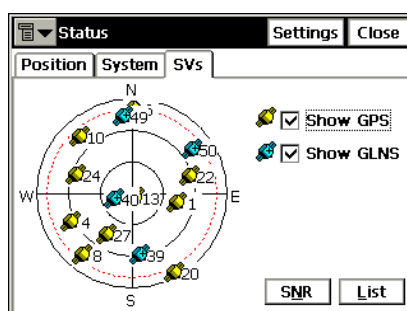 Status Settings Close
Position System SVs
N
49
10
Show GPS
50
Show GLNS
24
22
W
40
13
1
E
4
27
8
39
20
S
SNR List